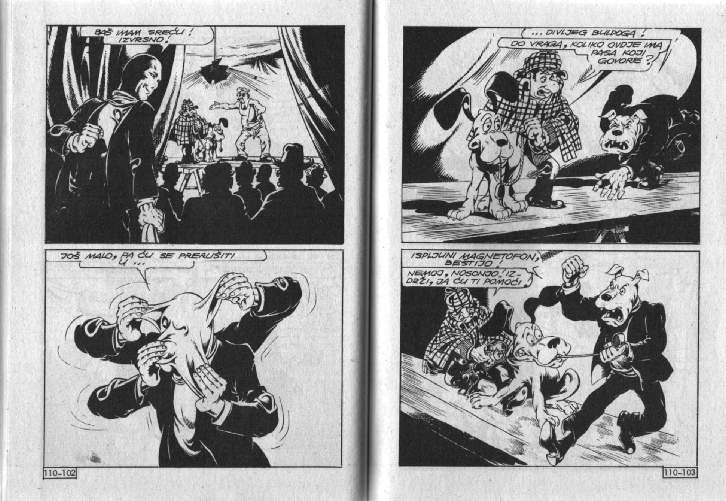 BAŠ IMAM SREĆU!
IZVRSNO.
JOŠ MALO, PA ĆU SE PRERUŠITI
U ...
110-102
... DIVLJEG BULDOGA!
DO VRAGA, KOLIKO OVDJE IMA
PASA KOJI
GOVORE?
ISPLJUNI MAGNETOFON,
BESTIJO!
NEMOJ, NOSONJO! IZ-
DRŽI, JA ĆU TI POMOĆI!
110-103